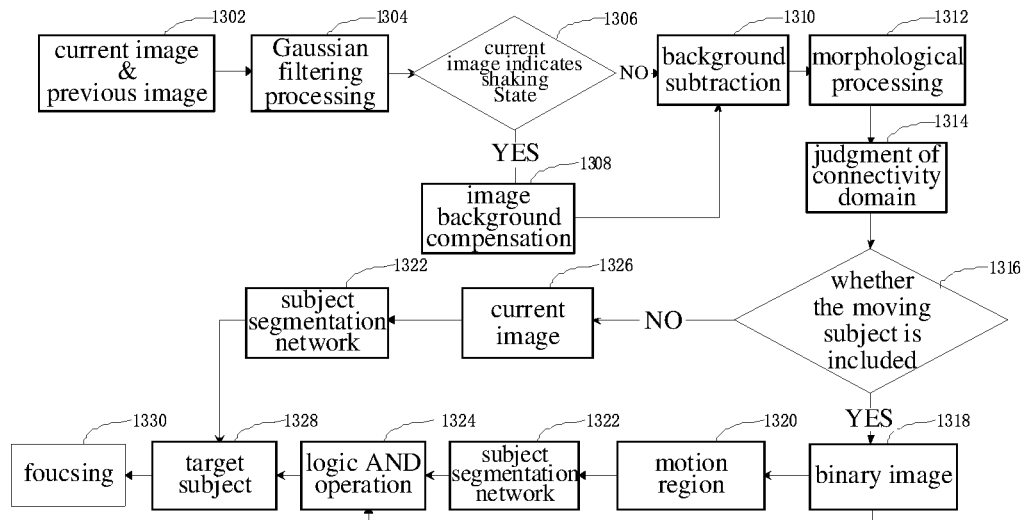 1302
current image
&
previous image
1304
Gaussian
filtering
processing
1306
current
image indicates
shaking
State
NO
1310
background
subtraction
1312
morphological
processing
YES
1308
image
background
compensation
1314
judgment of
connectivity
domain
1316
whether
the moving
subject is
included
NO
1326
current
image
1322
subject
segmentation
network
YES
1318
binary image
1320
motion
region
1322
subject
segmentation
network
1324
logic AND
operation
1328
target
subject
1330
foucsing